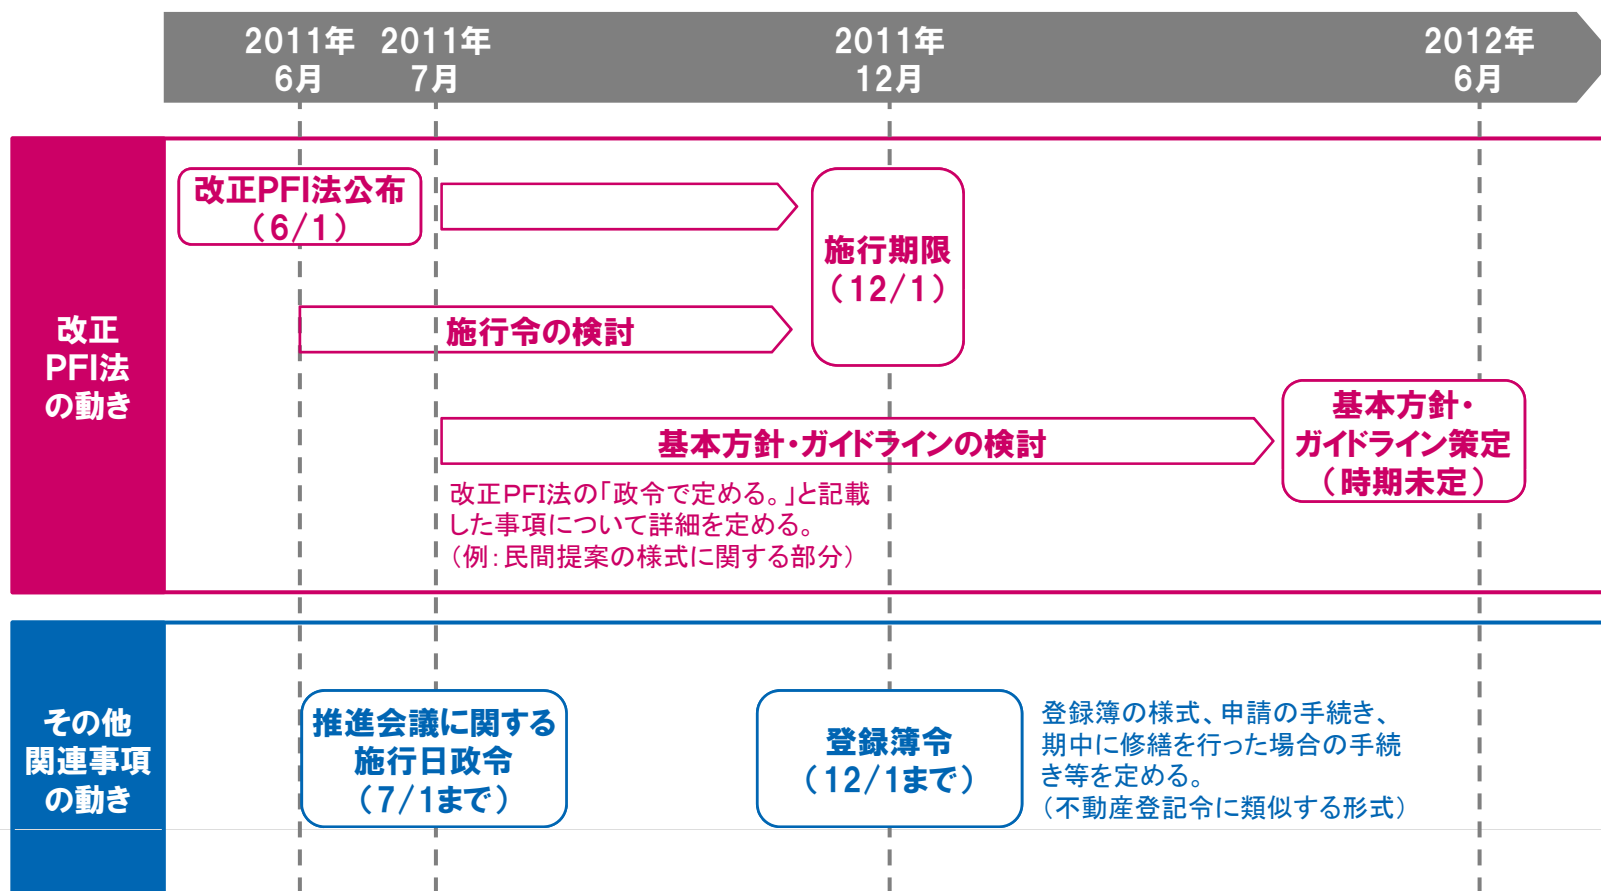 2011年
6月
2011年
7月
2011年
12月
2012年
6月
改正
PFI法
の動き
改正PFI法公布
（6/1）
施行期限
（12/1）
施行令の検討
基本方針・ガイドラインの検討
基本方針・
ガイドライン策定
（時期未定）
改正PFI法の「政令で定める。」と記載
した事項について詳細を定める。
（例：民間提案の様式に関する部分）
その他
関連事項
の動き
推進会議に関する
施行日政令
（7/1まで）
登録簿令
（12/1まで）
登録簿の様式、申請の手続き、
期中に修繕を行った場合の手続
き等を定める。
（不動産登記令に類似する形式）